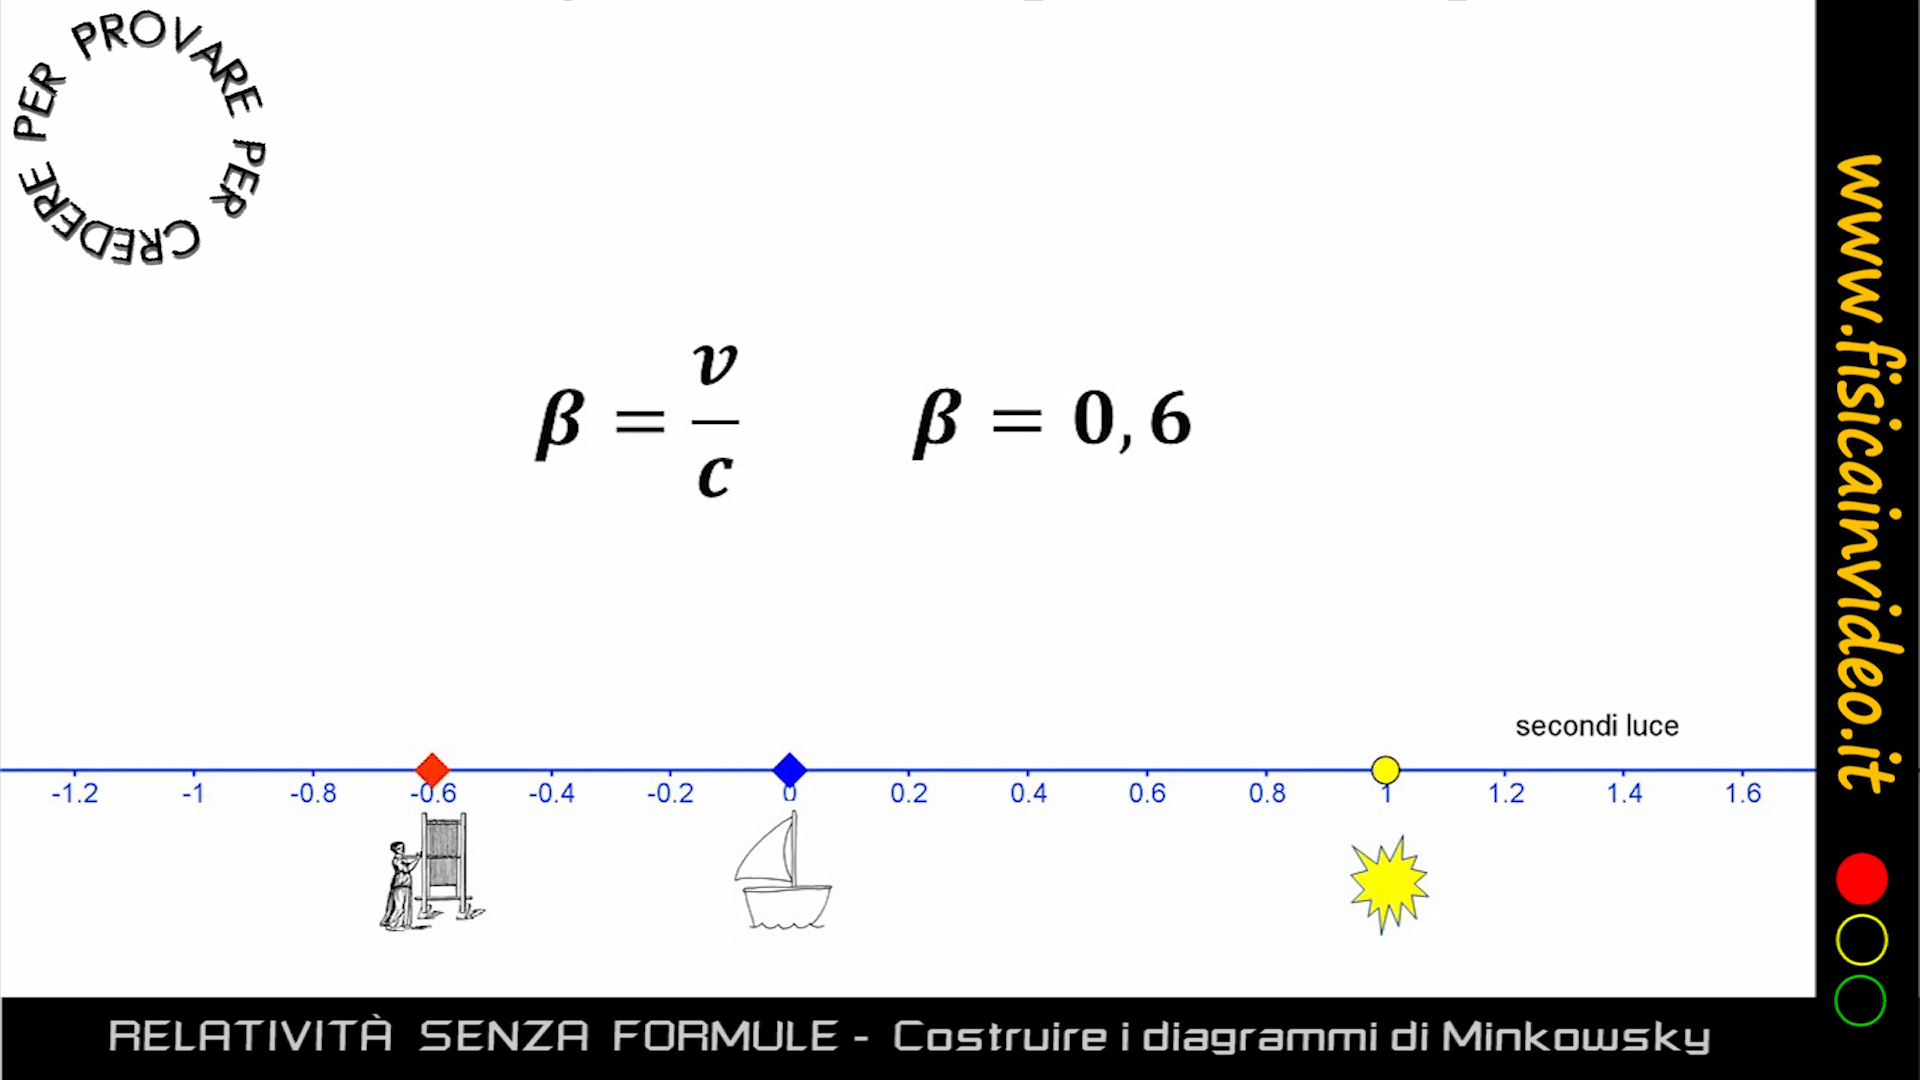 PROVARE PER CREDERE PER
β = v/c
β = 0,6
secondi luce
-1.2 -1 -0.8 -0.6 -0.4 -0.2 0 0.2 0.4 0.6 0.8 1 1.2 1.4 1.6
RELATIVITÀ SENZA FORMULE - Costruire i diagrammi di Minkowsky
www.fisicainvideo.it